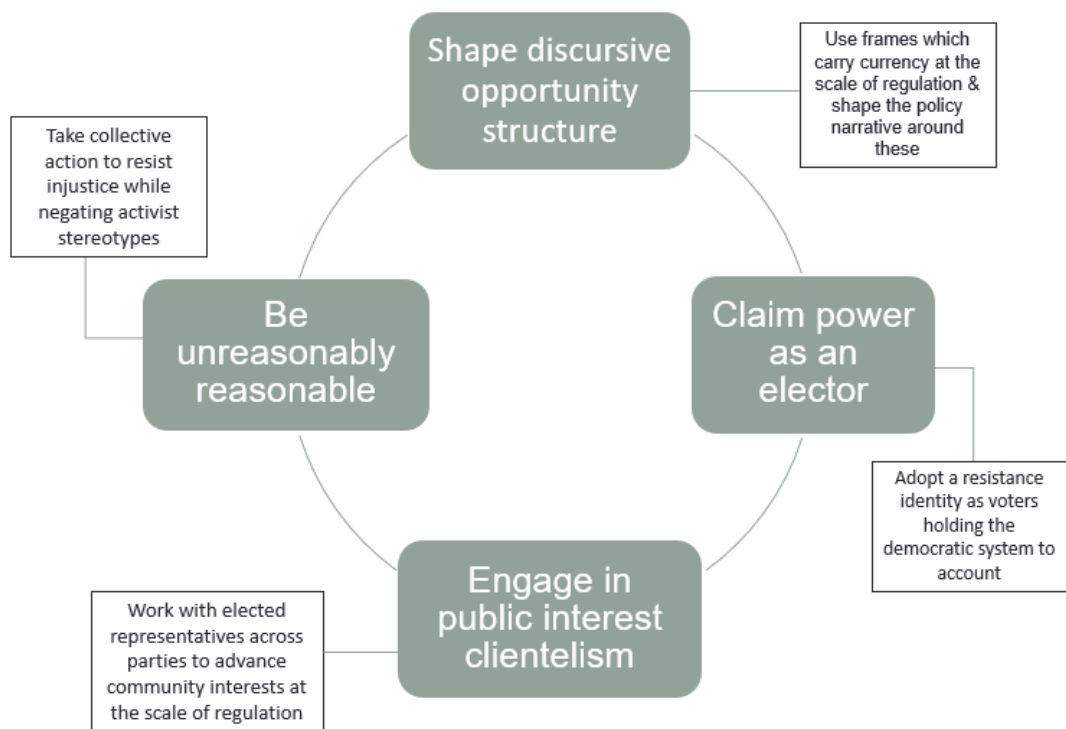 Shape discursive
opportunity
structure
Use frames which
carry currency at the
scale of regulation &
shape the policy
narrative around
these
Take collective
action to resist
injustice while
negating activist
stereotypes
Be
unreasonably
reasonable
Claim power
as an
elector
Adopt a resistance
identity as voters
holding the
democratic system to
account
Engage in
public interest
clientelism
Work with elected
representatives across
parties to advance
community interests at
the scale of regulation